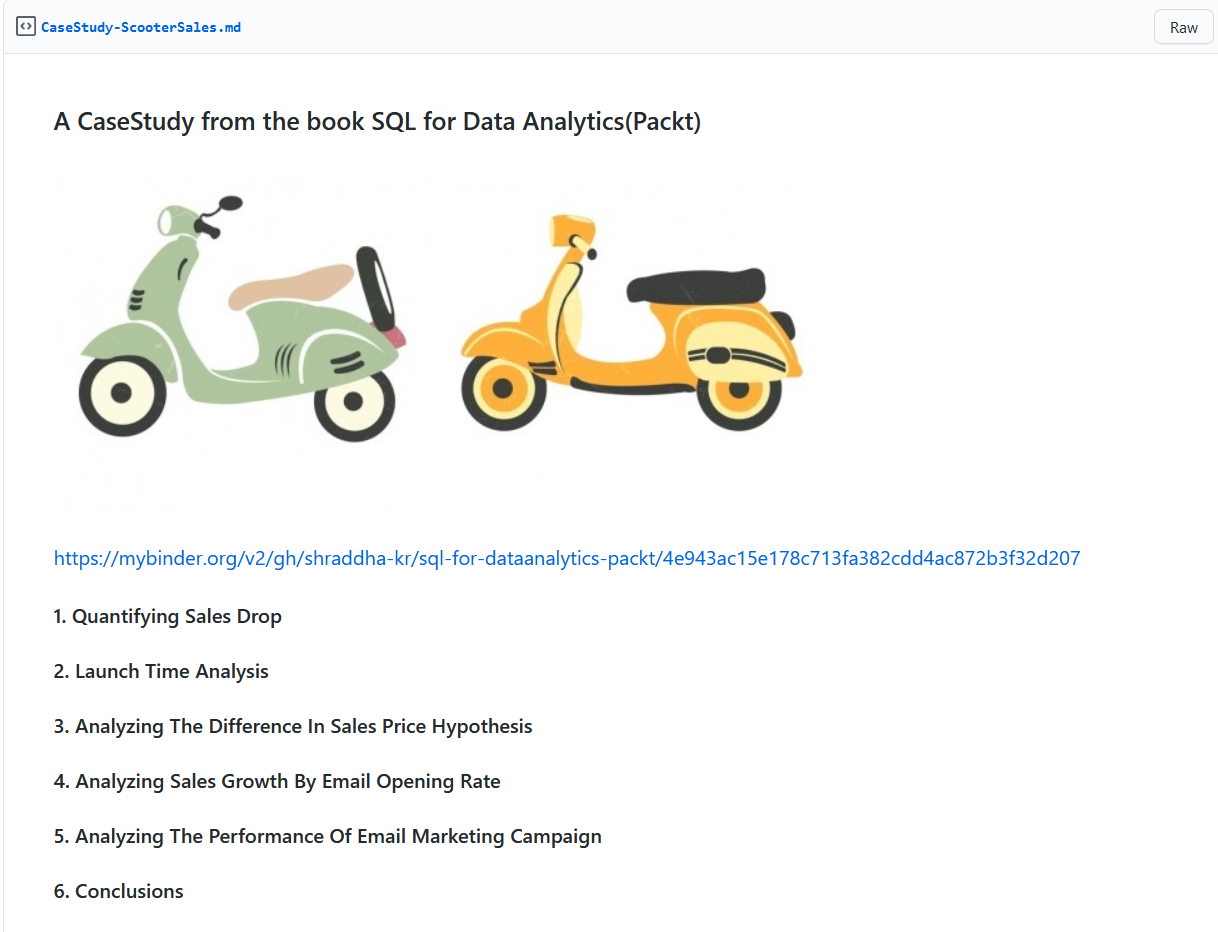 CaseStudy-ScooterSales.md
Raw
A CaseStudy from the book SQL for Data Analytics(Packt)
https://mybinder.org/v2/gh/shraddha-kr/sql-for-dataanalytics-packt/4e943ac15e178c713fa382cdd4ac872b3f32d207
1. Quantifying Sales Drop
2. Launch Time Analysis
3. Analyzing The Difference In Sales Price Hypothesis
4. Analyzing Sales Growth By Email Opening Rate
5. Analyzing The Performance Of Email Marketing Campaign
6. Conclusions